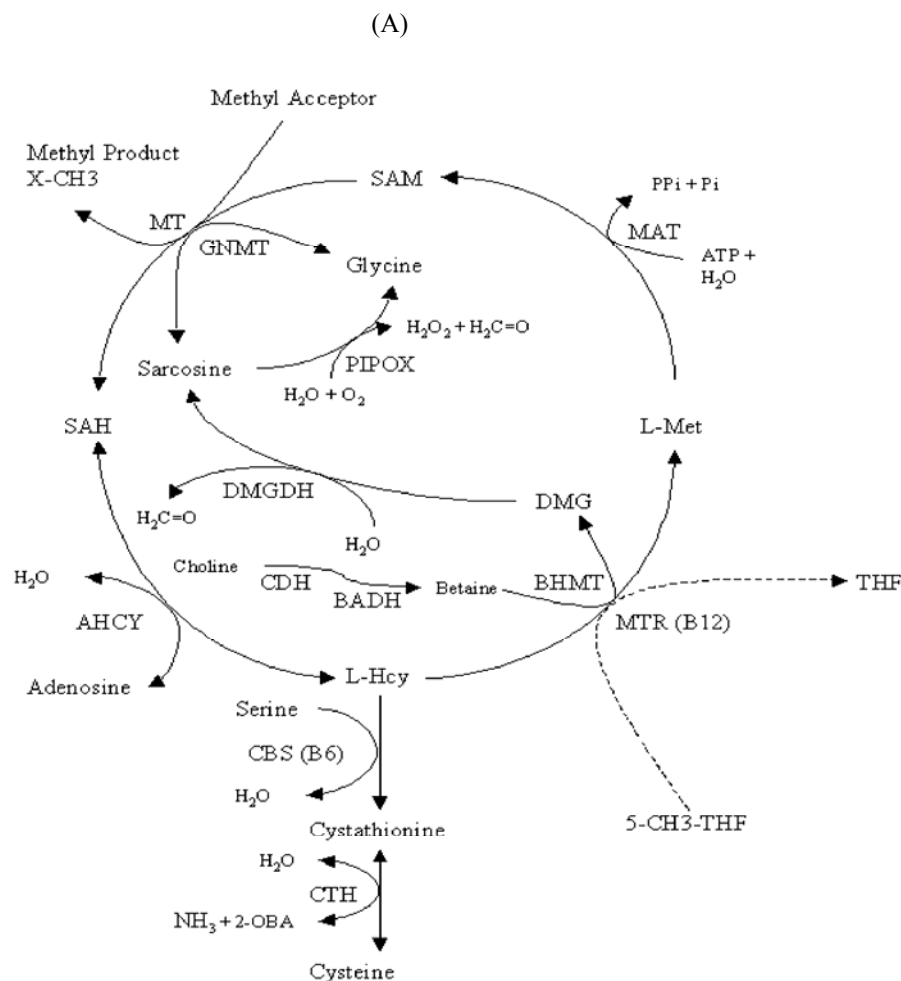 (A)
Methyl Acceptor
Methyl Product
X-CH3
SAM
PPi + Pi
MT
MAT
GNMT
ATP +
H₂O
Glycine
H₂O₂ + H₂C=O
Sarcosine
PIPOX
H₂O + O₂
SAH
L-Met
DMGDH
DMG
H₂C=O
H₂O
H₂O
Choline
CDH
BADH
Betaine
BHMT
THF
AHCY
MTR (B12)
Adenosine
L-Hcy
Serine
CBS (B6)
H₂O
5-CH3-THF
Cystathionine
H₂O
CTH
NH₃ + 2-OBA
Cysteine